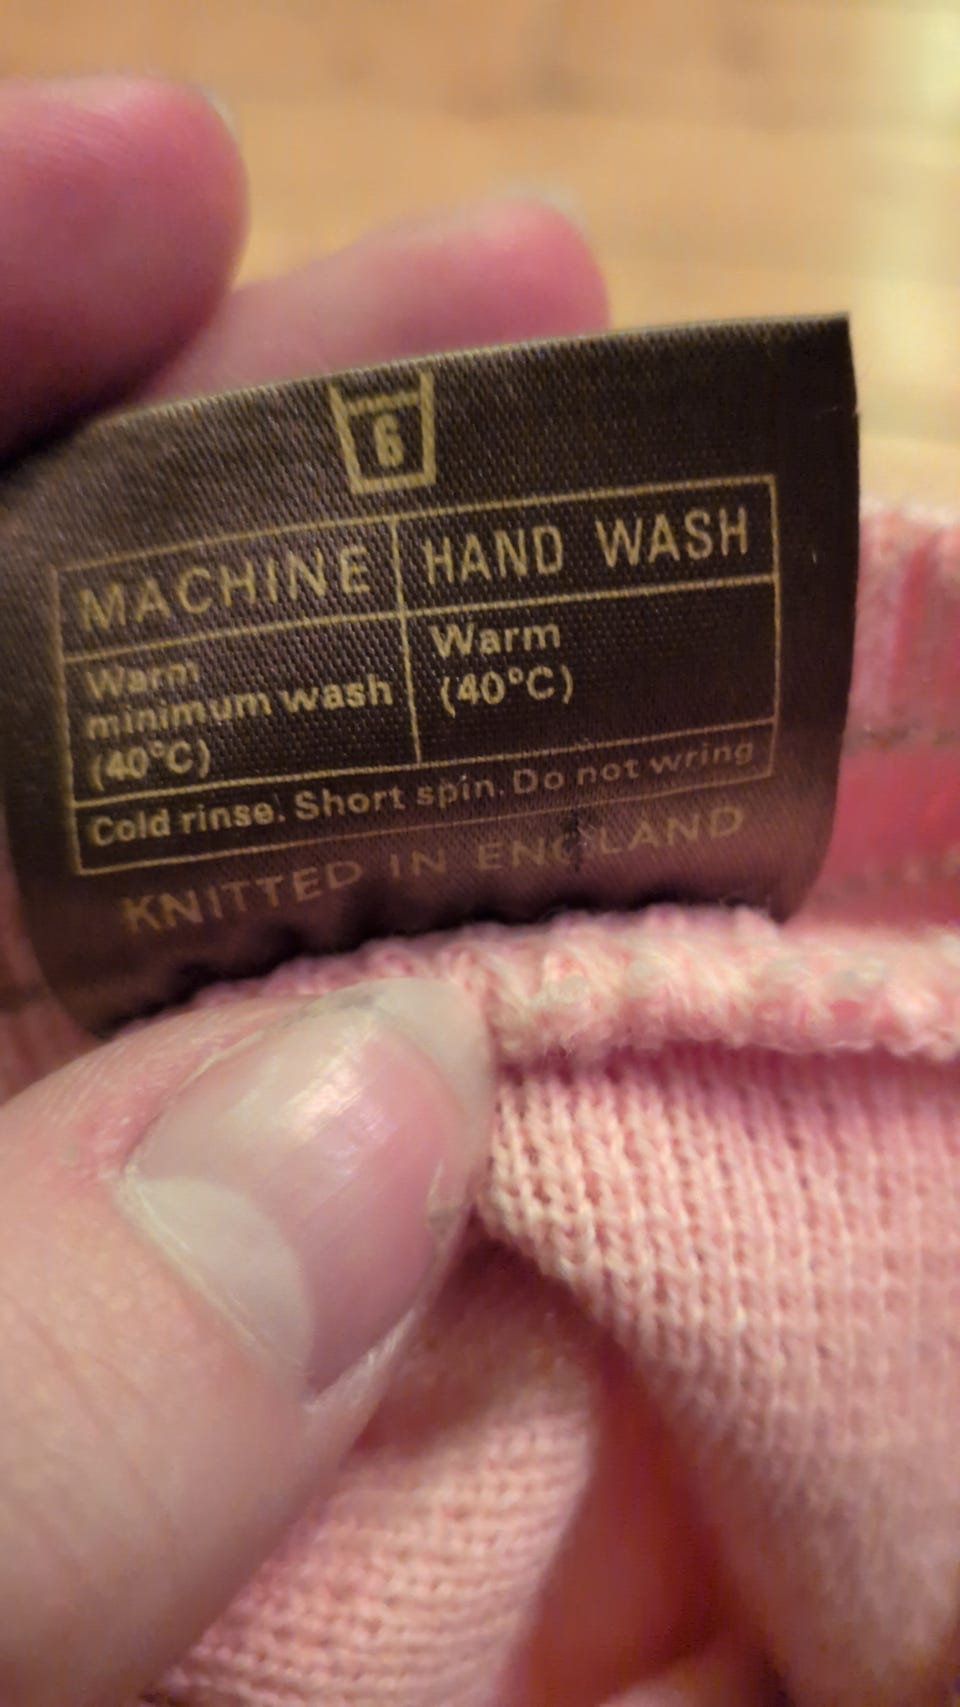 6
MACHINE
Warm
minimum wash
(40°C)
HAND WASH
Warm
(40°C)
Cold rinse. Short spin. Do not wring
KNITTED IN ENGLAND